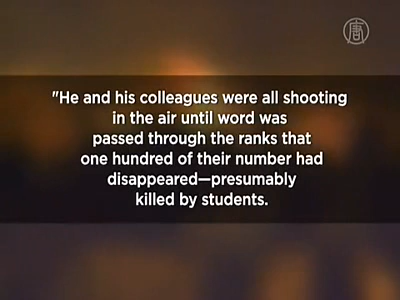 唐
"He and his colleagues were all shooting
in the air until word was
passed through the ranks that
one hundred of their number had
disappeared—presumably
killed by students.